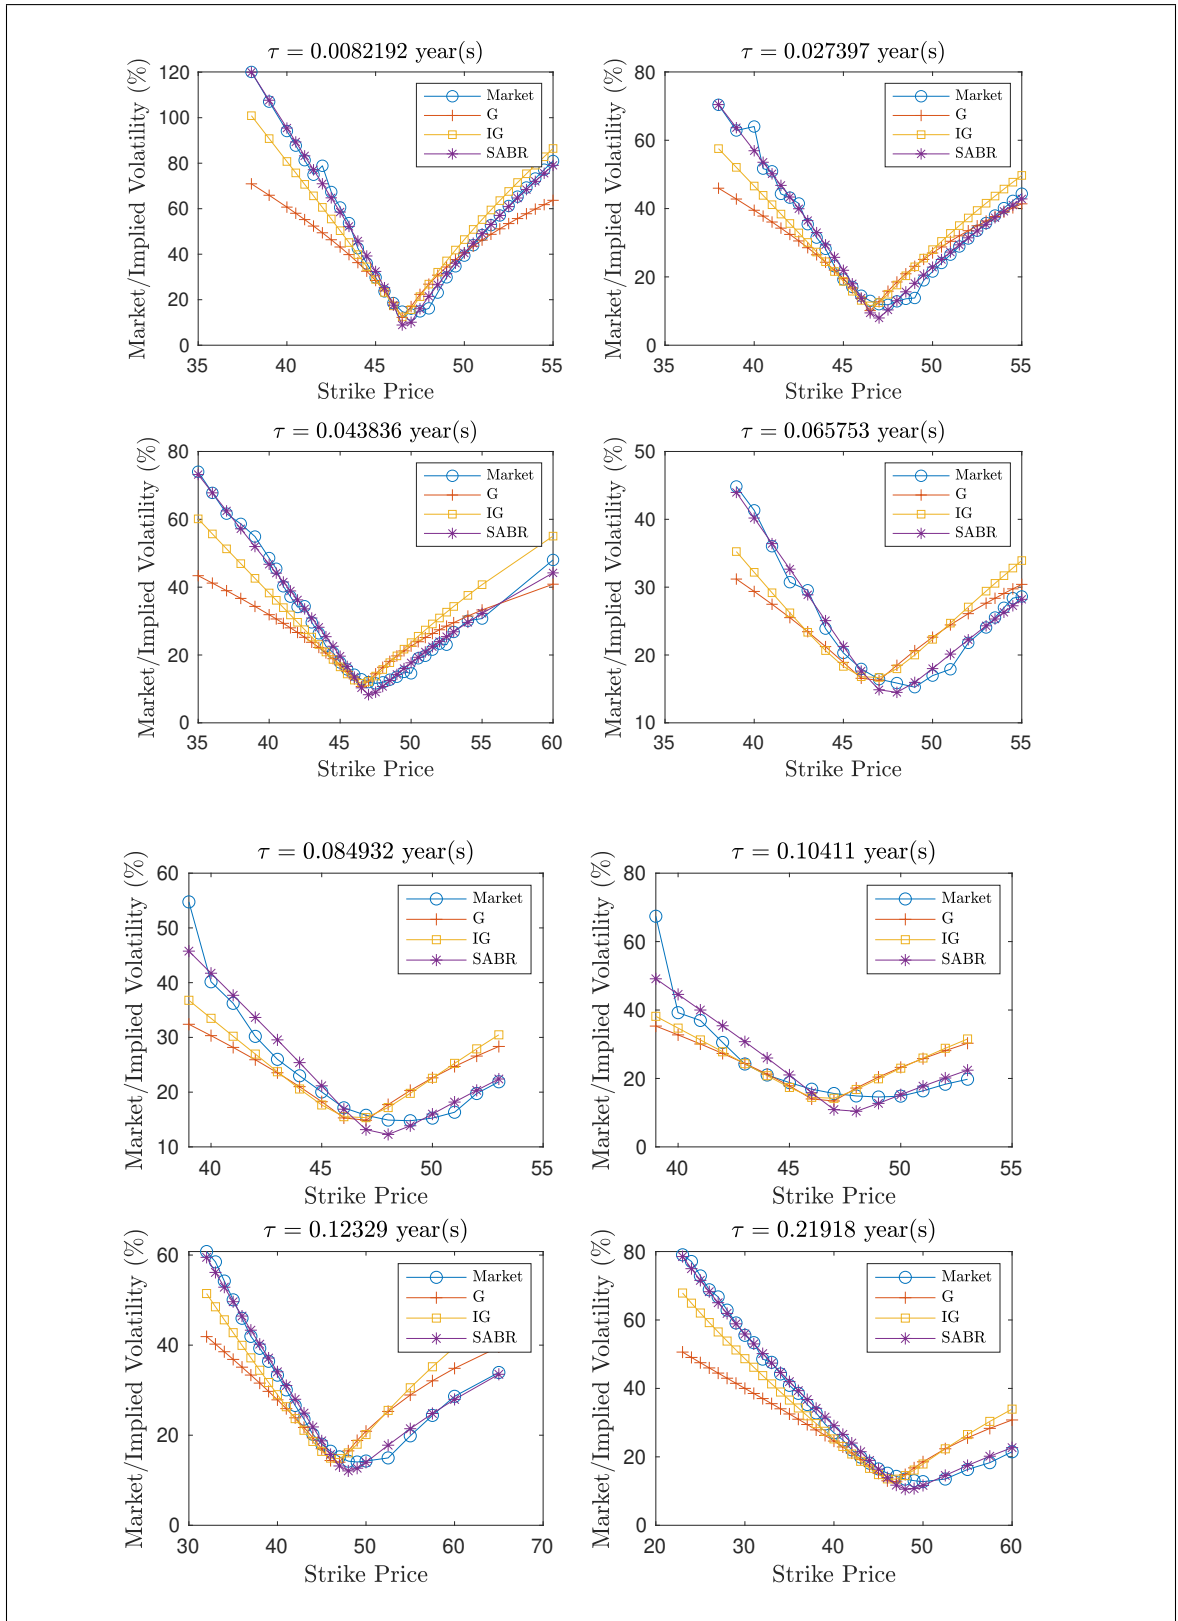 τ = 0.0082192 year(s)
Market/Implied Volatility (%)
120
100
80
60
40
20
0
35
40
45
50
55
Strike Price
Market
G
IG
SABR
τ = 0.027397 year(s)
Market/Implied Volatility (%)
80
60
40
20
0
35
40
45
50
55
Strike Price
Market
G
IG
SABR
τ = 0.043836 year(s)
Market/Implied Volatility (%)
80
60
40
20
0
35
40
45
50
55
60
Strike Price
Market
G
IG
SABR
τ = 0.065753 year(s)
Market/Implied Volatility (%)
50
40
30
20
10
35
40
45
50
55
Strike Price
Market
G
IG
SABR
τ = 0.084932 year(s)
Market/Implied Volatility (%)
60
50
40
30
20
10
40
45
50
55
Strike Price
Market
G
IG
SABR
τ = 0.10411 year(s)
Market/Implied Volatility (%)
80
60
40
20
0
40
45
50
55
Strike Price
Market
G
IG
SABR
τ = 0.12329 year(s)
Market/Implied Volatility (%)
60
40
20
0
30
40
50
60
70
Strike Price
Market
G
IG
SABR
τ = 0.21918 year(s)
Market/Implied Volatility (%)
80
60
40
20
0
20
30
40
50
60
Strike Price
Market
G
IG
SABR